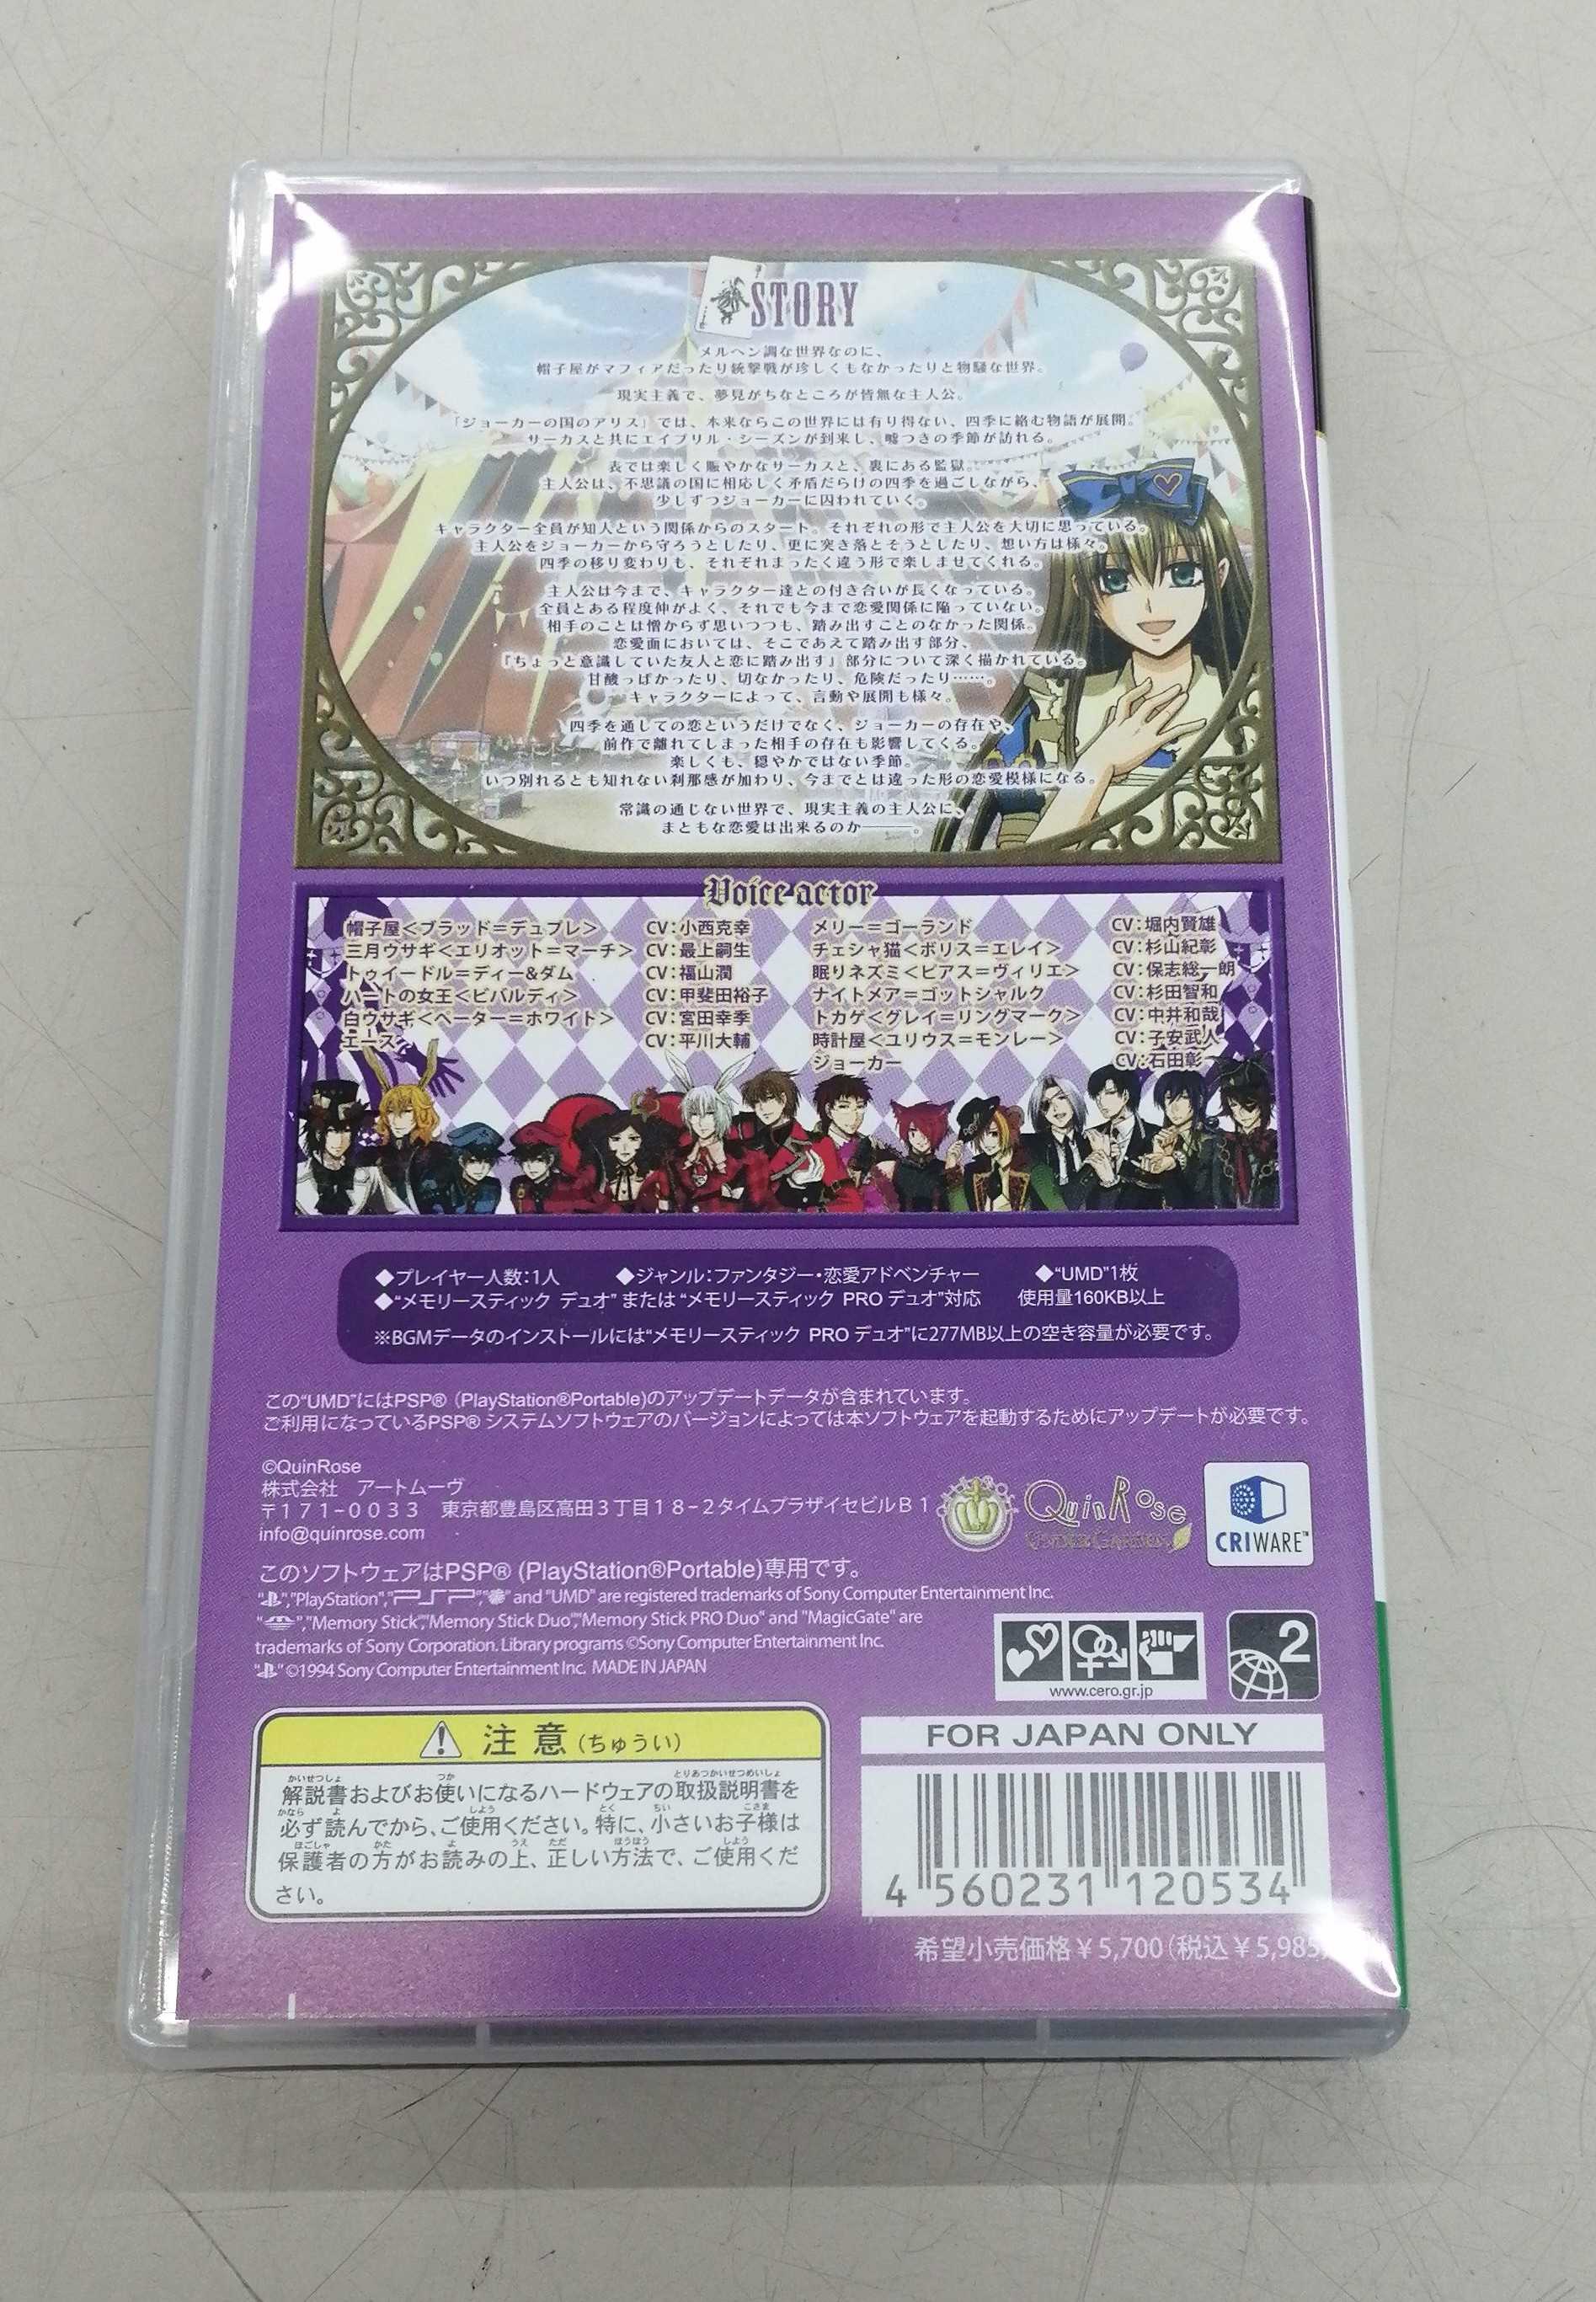 STORY
メルヘン調な世界なのに、
帽子屋がマフィアだったり銃撃戦が珍しくもなかったりと物騒な世界。
現実主義で、夢見がちなところが皆無な主人公。
『ジョーカーの国のアリス』では、本来ならこの世界には有り得ない、四季に絡む物語が展開。
サーカスと共にエイプリル・シーズンが到来し、嘘つきの季節が訪れる。
表では楽しく賑やかなサーカスと、裏にある監獄。
主人公は、不思議の国に相応しく矛盾だらけの四季を過ごしながら、
少しずつジョーカーに囚われていく。
キャラクター全員が知人という関係からのスタート。それぞれの形で主人公を大切に思っている。
主人公をジョーカーから守ろうとしたり、更に突き落とそうとしたり、想い方は様々。
四季の移り変わりも、それぞれまったく違う形で楽しませてくれる。
主人公は今まで、キャラクター達との付き合いが長くなっている。
全員とある程度仲がよく、それでも今まで恋愛関係に陥っていない。
相手のことは憎からず思いつつも、踏み出すことのなかった関係。
恋愛面においては、そこであえて踏み出す部分、
『ちょっと意識していた友人と恋に踏み出す』部分について深く描かれている。
甘酸っぱかったり、切なかったり、危険だったり……。
キャラクターによって、言動や展開も様々。
四季を通しての恋というだけでなく、ジョーカーの存在や、
前作で離れてしまった相手の存在も影響してくる。
楽しくも、穏やかではない季節。
いつ別れるとも知れない刹那感が加わり、今までとは違った形の恋愛模様になる。
常識の通じない世界で、現実主義の主人公に、
まともな恋愛は出来るのか――。
Voice actor
帽子屋<ブラッド=デュプレ> CV:小西克幸 メリー=ゴーランド CV:堀内賢雄
三月ウサギ<エリオット=マーチ> CV:最上嗣生 チェシャ猫<ボリス=エレイ> CV:杉山紀彰
トゥイードル=ディー&ダム CV:福山潤 眠りネズミ<ピアス=ヴィリエ> CV:保志総一朗
ハートの女王<ビバルディ> CV:甲斐田裕子 ナイトメア=ゴットシャルク CV:杉田智和
白ウサギ<ペーター=ホワイト> CV:宮田幸季 トカゲ<グレイ=リングマーク> CV:中井和哉
エース CV:平川大輔 時計屋<ユリウス=モンレー> CV:子安武人
ジョーカー CV:石田彰
◆プレイヤー人数:1人 ◆ジャンル:ファンタジー・恋愛アドベンチャー ◆“UMD”1枚
◆“メモリースティック デュオ” または “メモリースティック PRO デュオ”対応 使用量160KB以上
※BGMデータのインストールには“メモリースティック PRO デュオ”に277MB以上の空き容量が必要です。
この“UMD”にはPSP® (PlayStation®Portable)のアップデートデータが含まれています。
ご利用になっているPSP® システムソフトウェアのバージョンによっては本ソフトウェアを起動するためにアップデートが必要です。
©QuinRose
株式会社 アートムーヴ
〒171-0033 東京都豊島区高田3丁目18-2タイムプラザイセビルB1
info@quinrose.com
QuinRose
UNDER GARDEN
CRIWARE™
このソフトウェアはPSP® (PlayStation®Portable)専用です。
" ","PlayStation","PSP"," " and "UMD" are registered trademarks of Sony Computer Entertainment Inc.
" ","Memory Stick","Memory Stick Duo","Memory Stick PRO Duo" and "MagicGate" are
trademarks of Sony Corporation. Library programs ©Sony Computer Entertainment Inc.
" " ©1994 Sony Computer Entertainment Inc. MADE IN JAPAN
www.cero.gr.jp
2
注意(ちゅうい)
解説書およびお使いになるハードウェアの取扱説明書を
必ず読んでから、ご使用ください。特に、小さいお子様は
保護者の方がお読みの上、正しい方法で、ご使用くだ
さい。
FOR JAPAN ONLY
4 560231 120534
希望小売価格¥5,700(税込¥5,985)